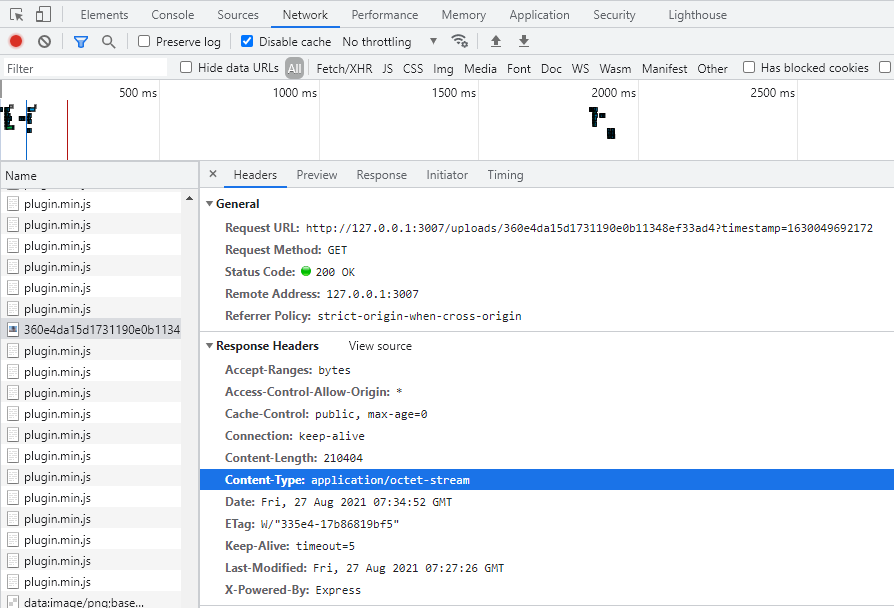 Elements Console Sources Network Performance Memory Application Security Lighthouse
Preserve log Disable cache No throttling
Filter Hide data URLs All Fetch/XHR JS CSS Img Media Font Doc WS Wasm Manifest Other Has blocked cookies
500 ms 1000 ms 1500 ms 2000 ms 2500 ms
Name
plugin.min.js
plugin.min.js
plugin.min.js
plugin.min.js
plugin.min.js
plugin.min.js
plugin.min.js
360e4da15d1731190e0b1134
plugin.min.js
plugin.min.js
plugin.min.js
plugin.min.js
plugin.min.js
plugin.min.js
plugin.min.js
plugin.min.js
plugin.min.js
plugin.min.js
plugin.min.js
plugin.min.js
data:image/png;base...
× Headers Preview Response Initiator Timing
General
Request URL: http://127.0.0.1:3007/uploads/360e4da15d1731190e0b11348ef33ad4?timestamp=1630049692172
Request Method: GET
Status Code: 200 OK
Remote Address: 127.0.0.1:3007
Referrer Policy: strict-origin-when-cross-origin
Response Headers View source
Accept-Ranges: bytes
Access-Control-Allow-Origin: *
Cache-Control: public, max-age=0
Connection: keep-alive
Content-Length: 210404
Content-Type: application/octet-stream
Date: Fri, 27 Aug 2021 07:34:52 GMT
ETag: W/"335e4-17b86819bf5"
Keep-Alive: timeout=5
Last-Modified: Fri, 27 Aug 2021 07:27:26 GMT
X-Powered-By: Express